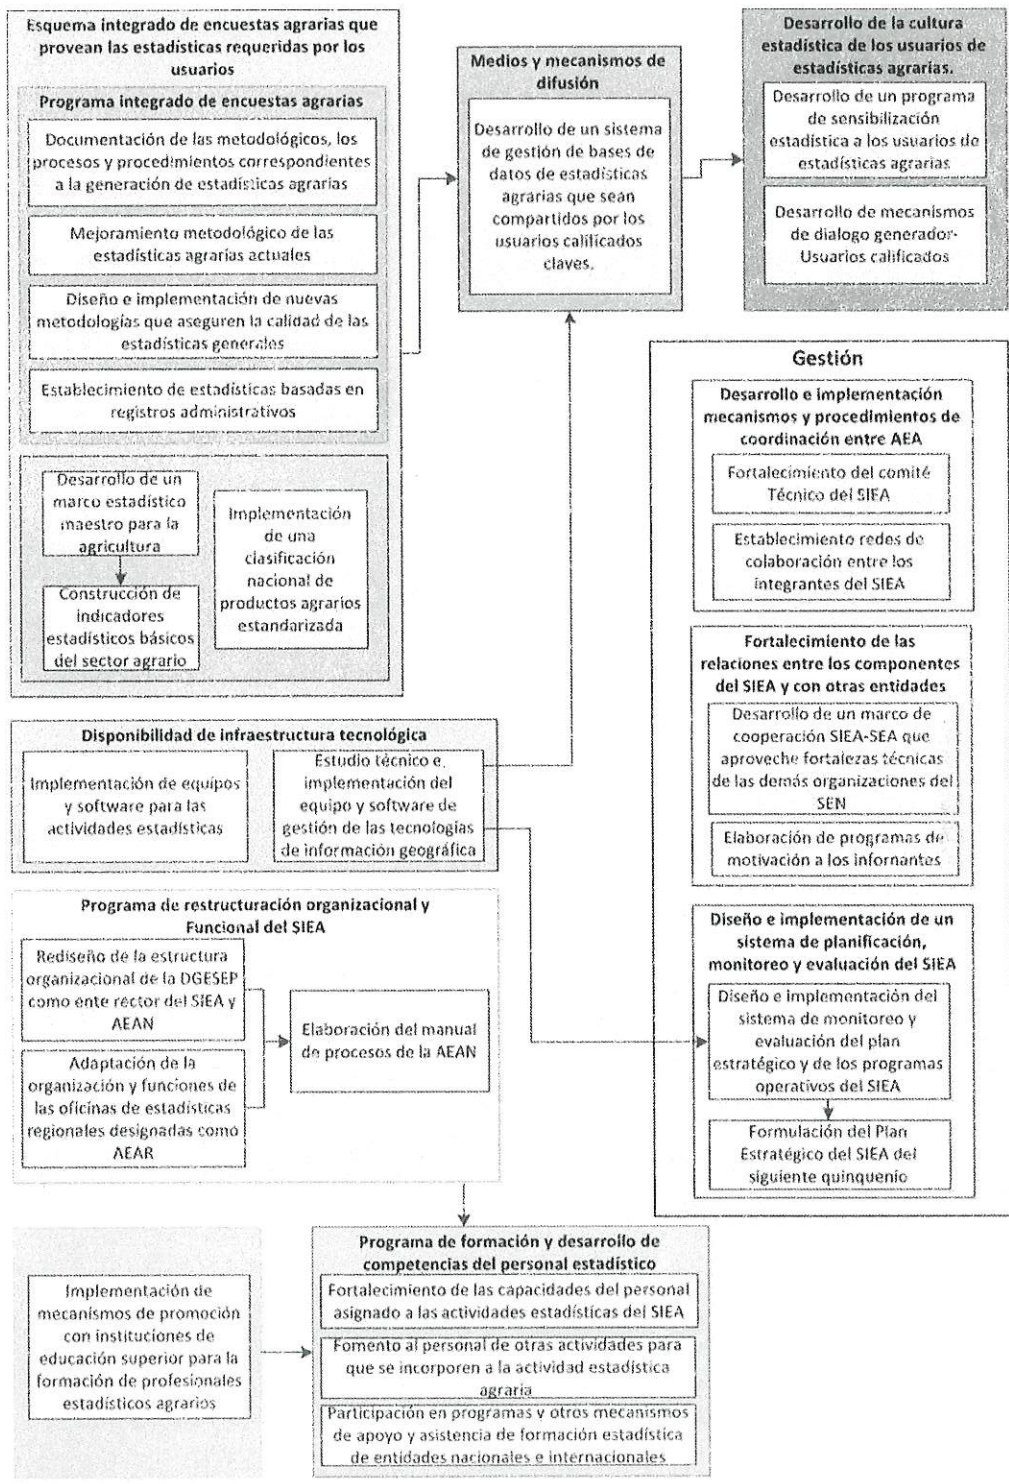 Esquema integrado de encuestas agrarias que
provean las estadísticas requeridas por los
usuarios
Programa integrado de encuestas agrarias
Documentación de las metodológicos, los
procesos y procedimientos correspondientes
a la generación de estadísticas agrarias
Mejoramiento metodológico de las
estadísticas agrarias actuales
Diseño e implementación de nuevas
metodologías que aseguren la calidad de las
estadísticas generales
Establecimiento de estadísticas basadas en
registros administrativos
Desarrollo de un
marco estadístico
maestro para la
agricultura
Construcción de
indicadores
estadísticos básicos
del sector agrario
Implementación
de una
clasificación
nacional de
productos agrarios
estandarizada
Medios y mecanismos de
difusión
Desarrollo de un sistema
de gestión de bases de
datos de estadísticas
agrarias que sean
compartidos por los
usuarios calificados
claves.
Desarrollo de la cultura
estadística de los usuarios de
estadísticas agrarias.
Desarrollo de un programa
de sensibilización
estadística a los usuarios de
estadísticas agrarias
Desarrollo de mecanismos
de dialogo generador-
Usuarios calificados
Gestión
Desarrollo e implementación
mecanismos y procedimientos de
coordinación entre AEA
Fortalecimiento del comité
Técnico del SIEA
Establecimiento redes de
colaboración entre los
integrantes del SIEA
Fortalecimiento de las
relaciones entre los componentes
del SIEA y con otras entidades
Desarrollo de un marco de
cooperación SIEA-SEA que
aproveche fortalezas técnicas
de las demás organizaciones del
SEN
Elaboración de programas de
motivación a los informantes
Diseño e implementación de un
sistema de planificación,
monitoreo y evaluación del SIEA
Diseño e implementación del
sistema de monitoreo y
evaluación del plan
estratégico y de los programas
operativos del SIEA
Formulación del Plan
Estratégico del SIEA del
siguiente quinquenio
Disponibilidad de infraestructura tecnológica
Implementación de equipos
y software para las
actividades estadísticas
Estudio técnico e
implementación del
equipo y software de
gestión de las tecnologías
de información geográfica
Programa de restructuración organizacional y
Funcional del SIEA
Rediseño de la estructura
organizacional de la DGESEP
como ente rector del SIEA y
AEAN
Adaptación de la
organización y funciones de
las oficinas de estadísticas
regionales designadas como
AEAR
Elaboración del manual
de procesos de la AEAN
Implementación de
mecanismos de promoción
con instituciones de
educación superior para la
formación de profesionales
estadísticos agrarios
Programa de formación y desarrollo de
competencias del personal estadístico
Fortalecimiento de las capacidades del personal
asignado a las actividades estadísticas del SIEA
Fomento al personal de otras actividades para
que se incorporen a la actividad estadística
agraria
Participación en programas y otros mecanismos
de apoyo y asistencia de formación estadística
de entidades nacionales e internacionales